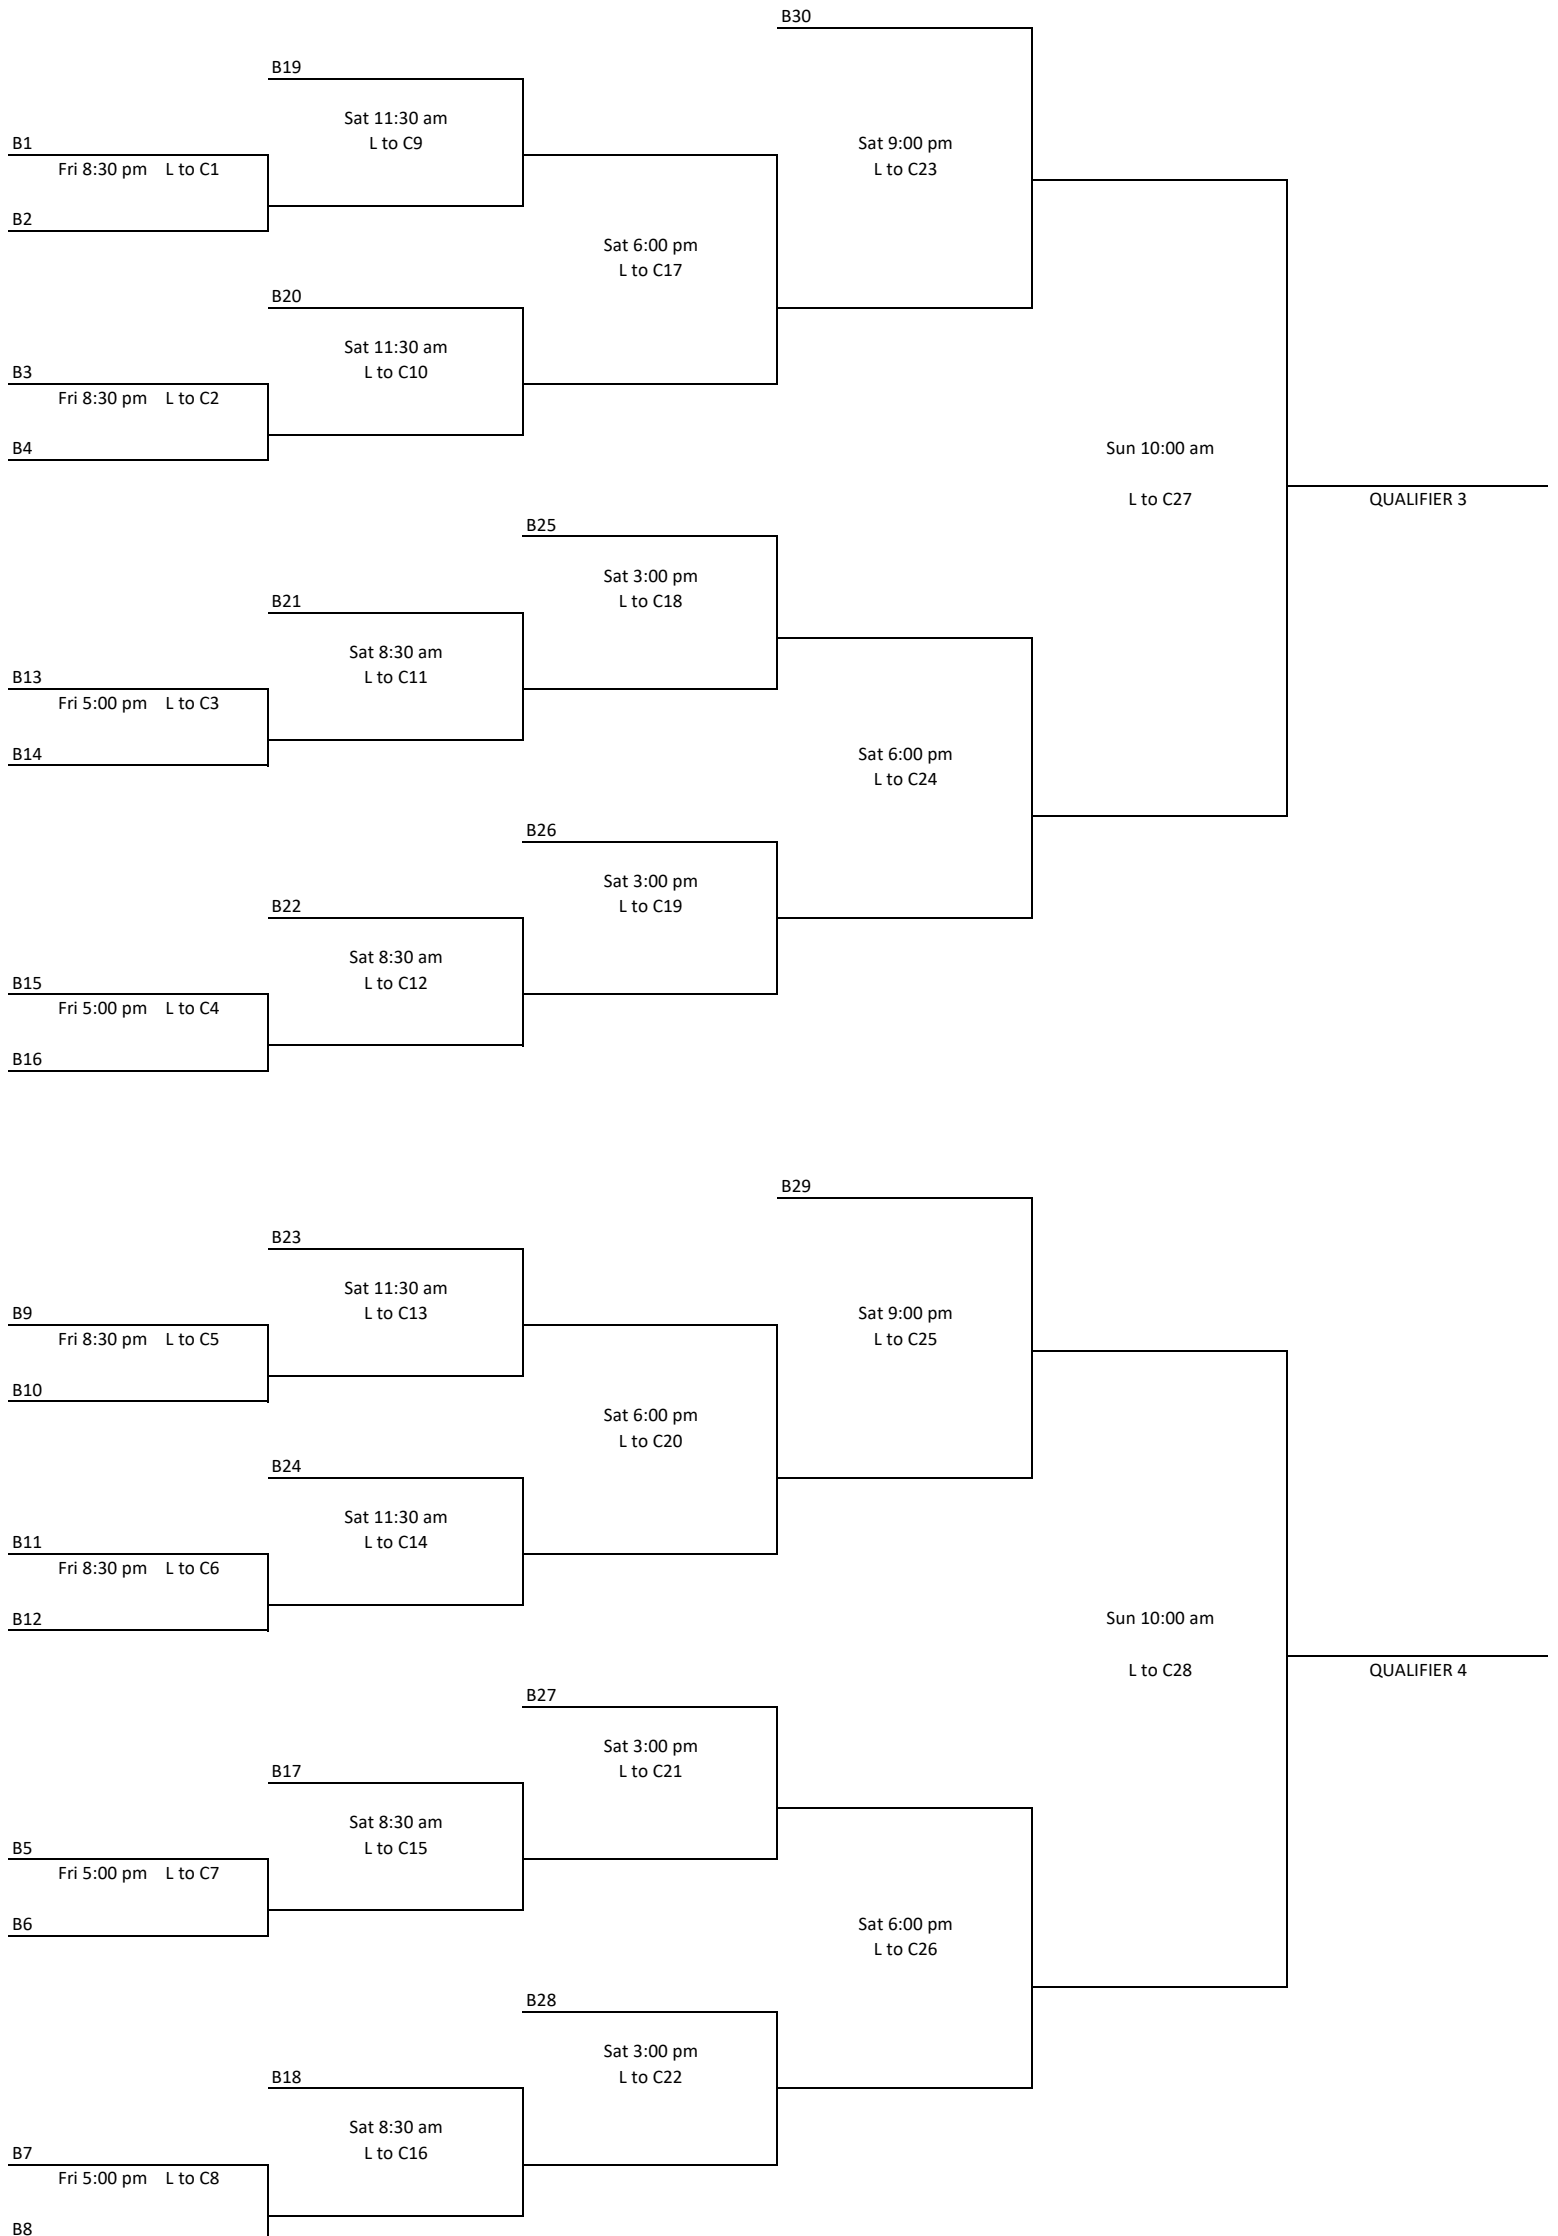 B30
B19
Sat 11:30 am
B1
L to C9
Sat 9:00 pm
Fri 8:30 pm L to C1
L to C23
B2
Sat 6:00 pm
L to C17
B20
Sat 11:30 am
B3
L to C10
Fri 8:30 pm L to C2
B4
Sun 10:00 am
L to C27
QUALIFIER 3
B25
Sat 3:00 pm
B21
L to C18
Sat 8:30 am
B13
L to C11
Fri 5:00 pm L to C3
B14
Sat 6:00 pm
L to C24
B26
Sat 3:00 pm
B22
L to C19
Sat 8:30 am
B15
L to C12
Fri 5:00 pm L to C4
B16
B29
B23
Sat 11:30 am
B9
L to C13
Sat 9:00 pm
Fri 8:30 pm L to C5
L to C25
B10
Sat 6:00 pm
L to C20
B24
Sat 11:30 am
B11
L to C14
Fri 8:30 pm L to C6
B12
Sun 10:00 am
L to C28
QUALIFIER 4
B27
Sat 3:00 pm
B17
L to C21
Sat 8:30 am
B5
L to C15
Fri 5:00 pm L to C7
B6
Sat 6:00 pm
L to C26
B28
Sat 3:00 pm
B18
L to C22
Sat 8:30 am
B7
L to C16
Fri 5:00 pm L to C8
B8